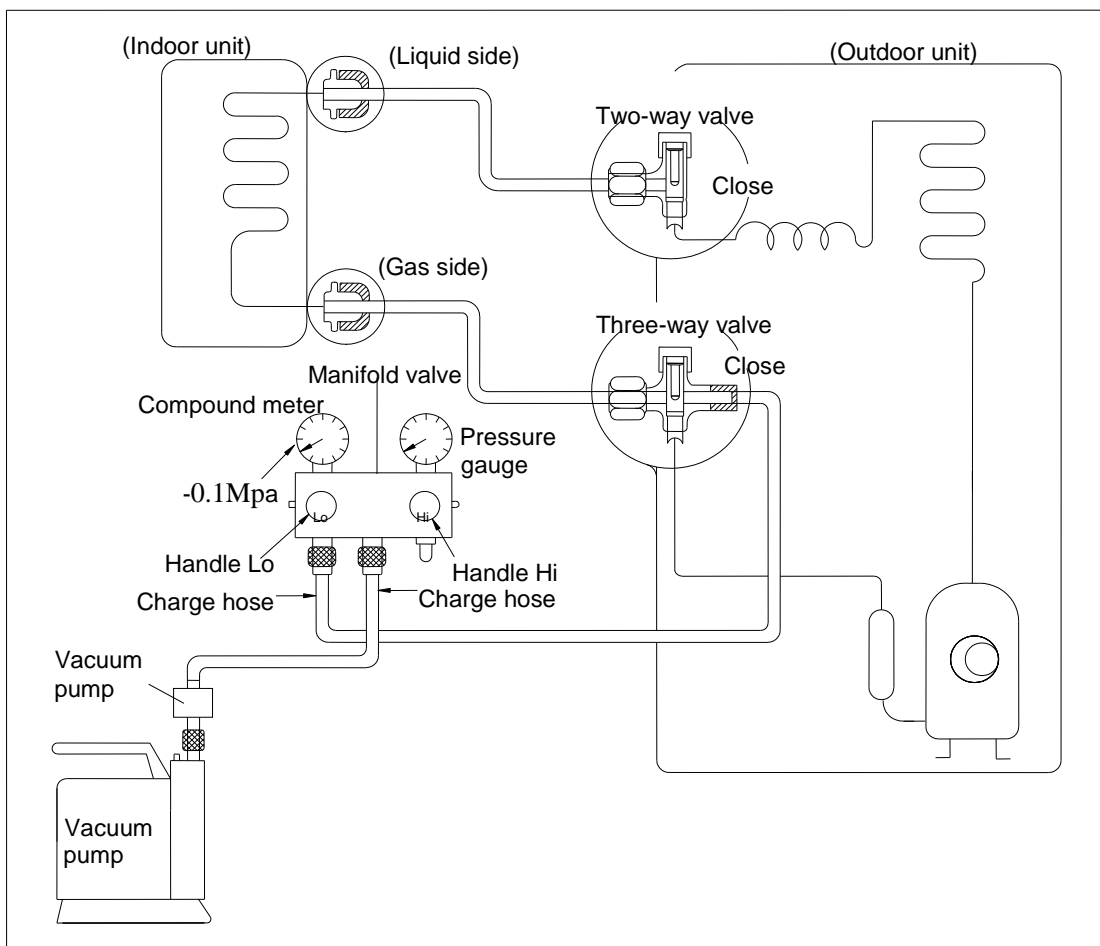 (Indoor unit)
(Liquid side)
(Outdoor unit)
Two-way valve
Close
(Gas side)
Three-way valve
Close
Manifold valve
Compound meter
Pressure
gauge
-0.1Mpa
Lo
Hi
Handle Lo
Handle Hi
Charge hose
Charge hose
Vacuum
pump
Vacuum
pump